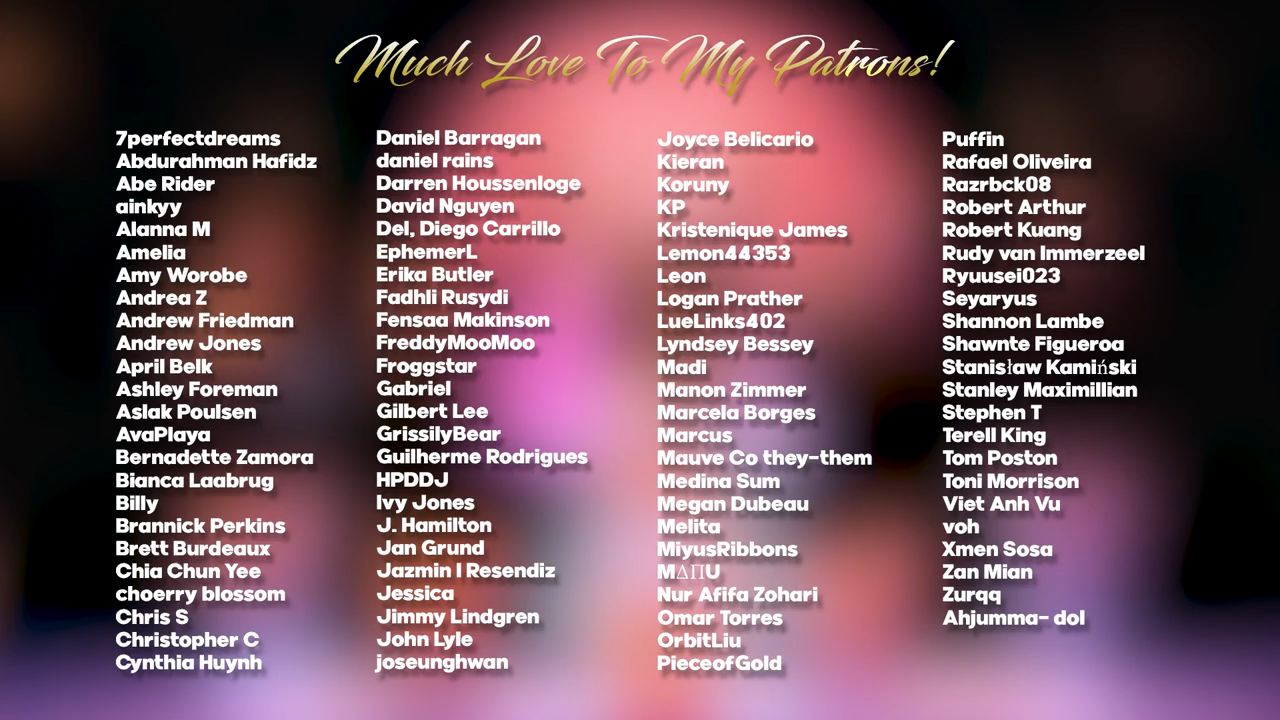 Much Love To My Patrons!
7perfectdreams
Abdurahman Hafidz
Abe Rider
ainkyy
Alanna M
Amelia
Amy Worobe
Andrea Z
Andrew Friedman
Andrew Jones
April Belk
Ashley Foreman
Aslak Poulsen
AvaPlaya
Bernadette Zamora
Bianca Laabrug
Billy
Brannick Perkins
Brett Burdeaux
Chia Chun Yee
choerry blossom
Chris S
Christopher C
Cynthia Huynh
Daniel Barragan
daniel rains
Darren Houssenloge
David Nguyen
Del, Diego Carrillo
EphemerL
Erika Butler
Fadhli Rusydi
Fensaa Makinson
FreddyMooMoo
Froggstar
Gabriel
Gilbert Lee
GrissilyBear
Guilherme Rodrigues
HPDDJ
Ivy Jones
J. Hamilton
Jan Grund
Jazmin I Resendiz
Jessica
Jimmy Lindgren
John Lyle
joseunghwan
Joyce Belicario
Kieran
Koruny
KP
Kristenique James
Lemon44353
Leon
Logan Prather
LueLinks402
Lyndsey Bessey
Madi
Manon Zimmer
Marcela Borges
Marcus
Mauve Co they-them
Medina Sum
Megan Dubeau
Melita
MiyusRibbons
MΔΠU
Nur Afifa Zohari
Omar Torres
OrbitLiu
PieceofGold
Puffin
Rafael Oliveira
Razrbck08
Robert Arthur
Robert Kuang
Rudy van Immerzeel
Ryuusei023
Seyaryus
Shannon Lambe
Shawnte Figueroa
Stanisław Kamiński
Stanley Maximillian
Stephen T
Terell King
Tom Poston
Toni Morrison
Viet Anh Vu
voh
Xmen Sosa
Zan Mian
Zurqq
Ahjumma- dol